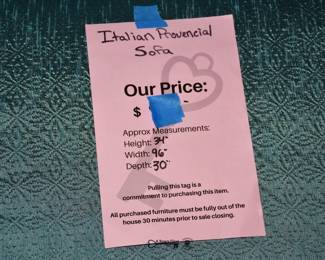 Italian Provencial
Sofa
Our Price:
$ -
Approx Measurements:
Height: 34"
Width: 96"
Depth: 30"
Pulling this tag is a
commitment to purchasing this item.
All purchased furniture must be fully out of the
house 30 minutes prior to sale closing.